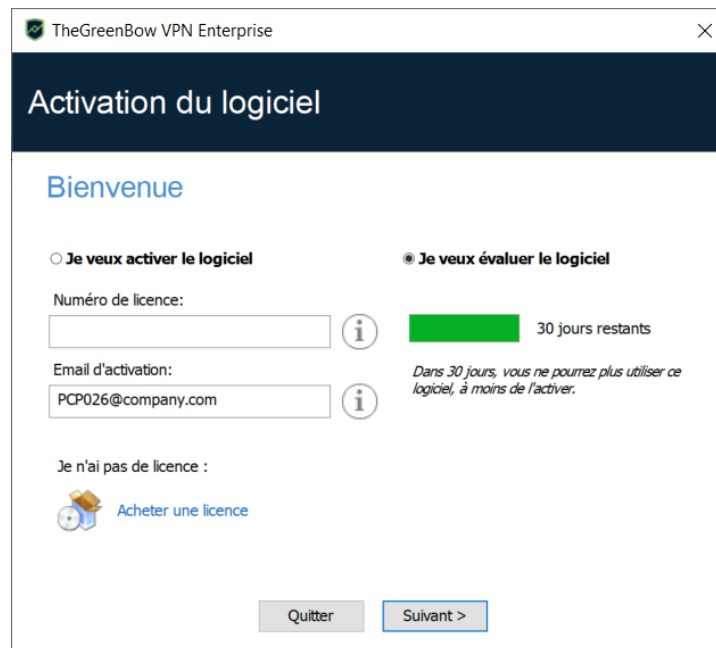 TheGreenBow VPN Enterprise
Activation du logiciel
Bienvenue
Je veux activer le logiciel
Numéro de licence:
Email d'activation:
PCP026@company.com
Je n'ai pas de licence :
Acheter une licence
Je veux évaluer le logiciel
30 jours restants
Dans 30 jours, vous ne pourrez plus utiliser ce
logiciel, à moins de l'activer.
Quitter
Suivant >